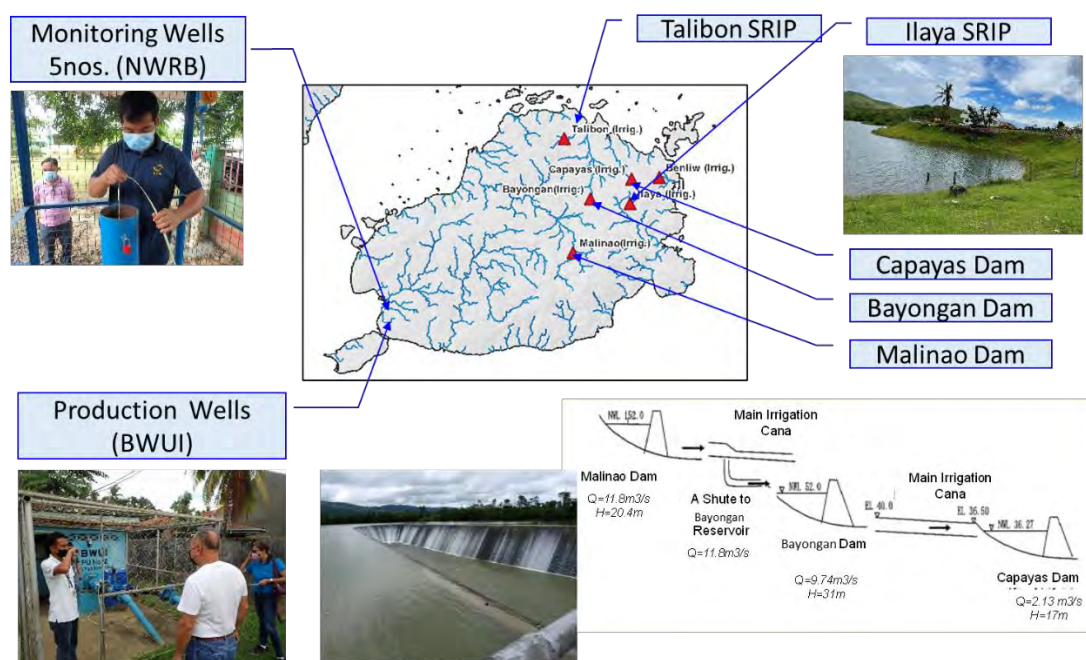 Monitoring Wells
5nos. (NWRB)
Talibon SRIP
Ilaya SRIP
Talibon (Irrig.)
Capayas (Irrig.)
Benliw (Irrig.)
Bayongan(Irrig.)
Ilaya (Irrig.)
Malinao(Irrig.)
Capayas Dam
Bayongan Dam
Malinao Dam
Production Wells
(BWUI)
BWUI
NWL 152.0
Malinao Dam
Q=11.8m3/s
H=20.4m
Main Irrigation
Cana
A Shute to
Bayongan
Reservoir
Q=11.8m3/s
NWL 52.0
Bayongan Dam
Q=9.74m3/s
H=31m
Main Irrigation
Cana
EL 40.0
EL 36.50
NWL 36.27
Capayas Dam
Q=2.13 m3/s
H=17m